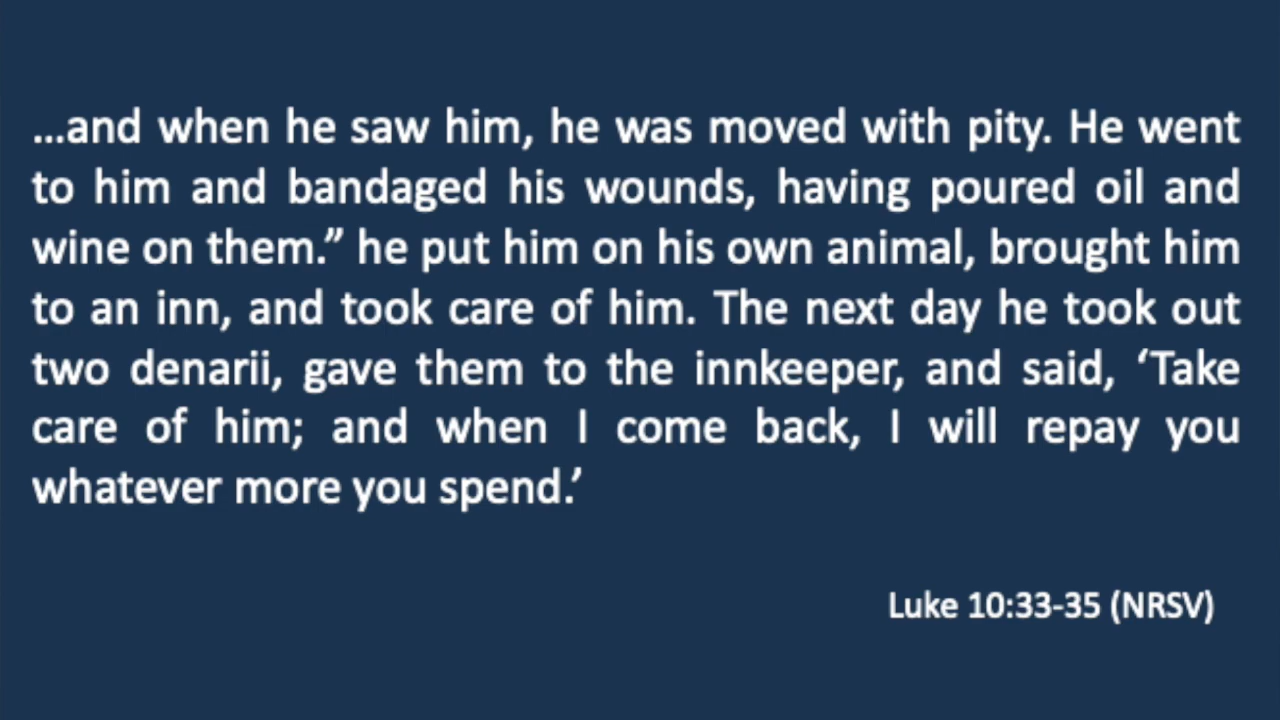 …and when he saw him, he was moved with pity. He went
to him and bandaged his wounds, having poured oil and
wine on them.” he put him on his own animal, brought him
to an inn, and took care of him. The next day he took out
two denarii, gave them to the innkeeper, and said, ‘Take
care of him; and when I come back, I will repay you
whatever more you spend.’
Luke 10:33-35 (NRSV)